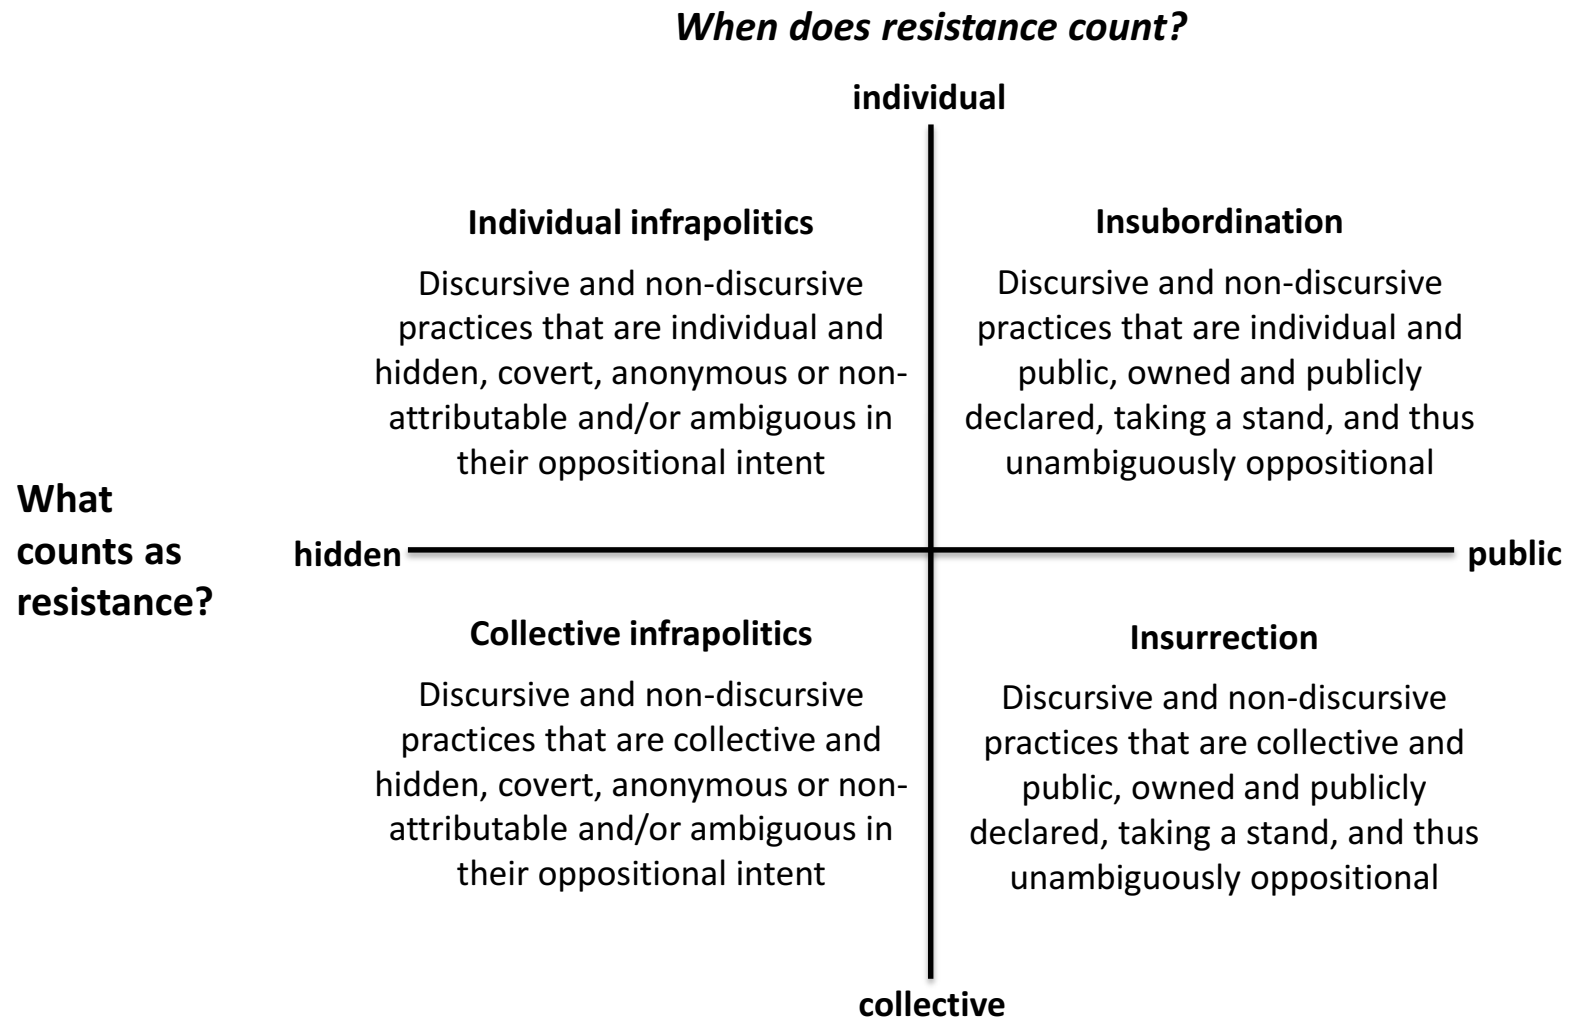 When does resistance count?
individual
Individual infrapolitics
Discursive and non-discursive
practices that are individual and
hidden, covert, anonymous or non-
attributable and/or ambiguous in
their oppositional intent
Insubordination
Discursive and non-discursive
practices that are individual and
public, owned and publicly
declared, taking a stand, and thus
unambiguously oppositional
What
counts as
resistance?
hidden
public
Collective infrapolitics
Discursive and non-discursive
practices that are collective and
hidden, covert, anonymous or non-
attributable and/or ambiguous in
their oppositional intent
Insurrection
Discursive and non-discursive
practices that are collective and
public, owned and publicly
declared, taking a stand, and thus
unambiguously oppositional
collective